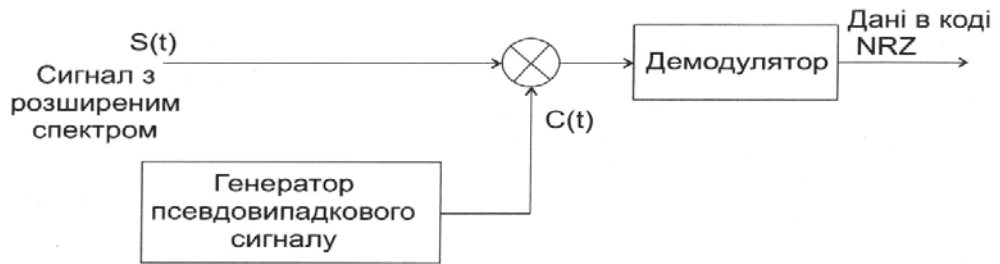 S(t)
Сигнал з
розширеним
спектром
Демодулятор
Дані в коді
NRZ
C(t)
Генератор
псевдовипадкового
сигналу